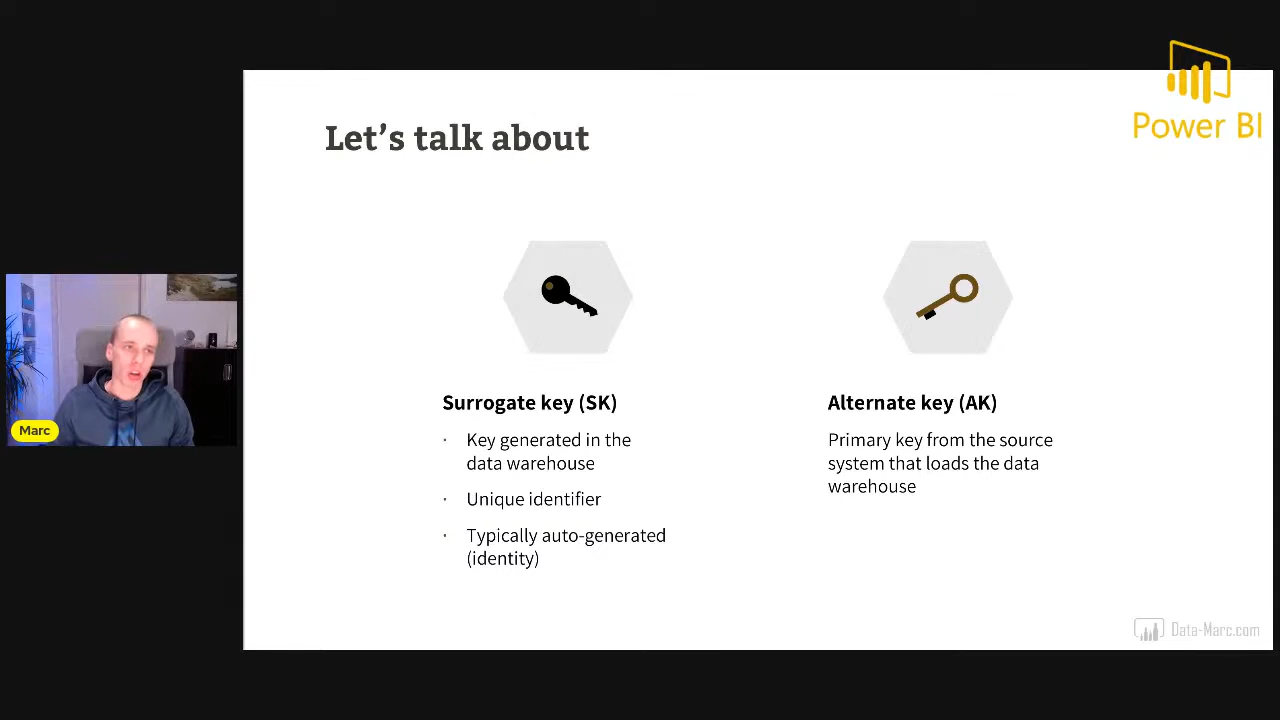 Let's talk about
Power BI
Surrogate key (SK)
· Key generated in the
data warehouse
· Unique identifier
· Typically auto-generated
(identity)
Alternate key (AK)
Primary key from the source
system that loads the data
warehouse
Marc
Data-Marc.com